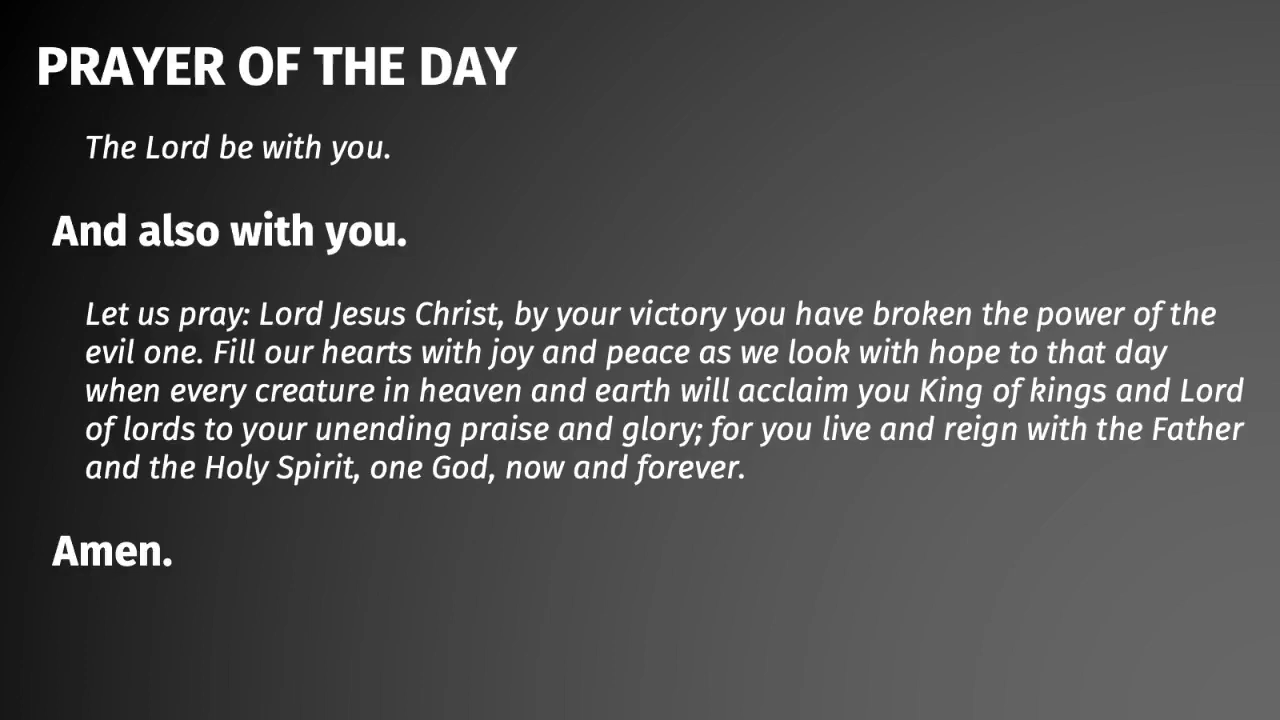 PRAYER OF THE DAY
The Lord be with you.
And also with you.
Let us pray: Lord Jesus Christ, by your victory you have broken the power of the
evil one. Fill our hearts with joy and peace as we look with hope to that day
when every creature in heaven and earth will acclaim you King of kings and Lord
of lords to your unending praise and glory; for you live and reign with the Father
and the Holy Spirit, one God, now and forever.
Amen.